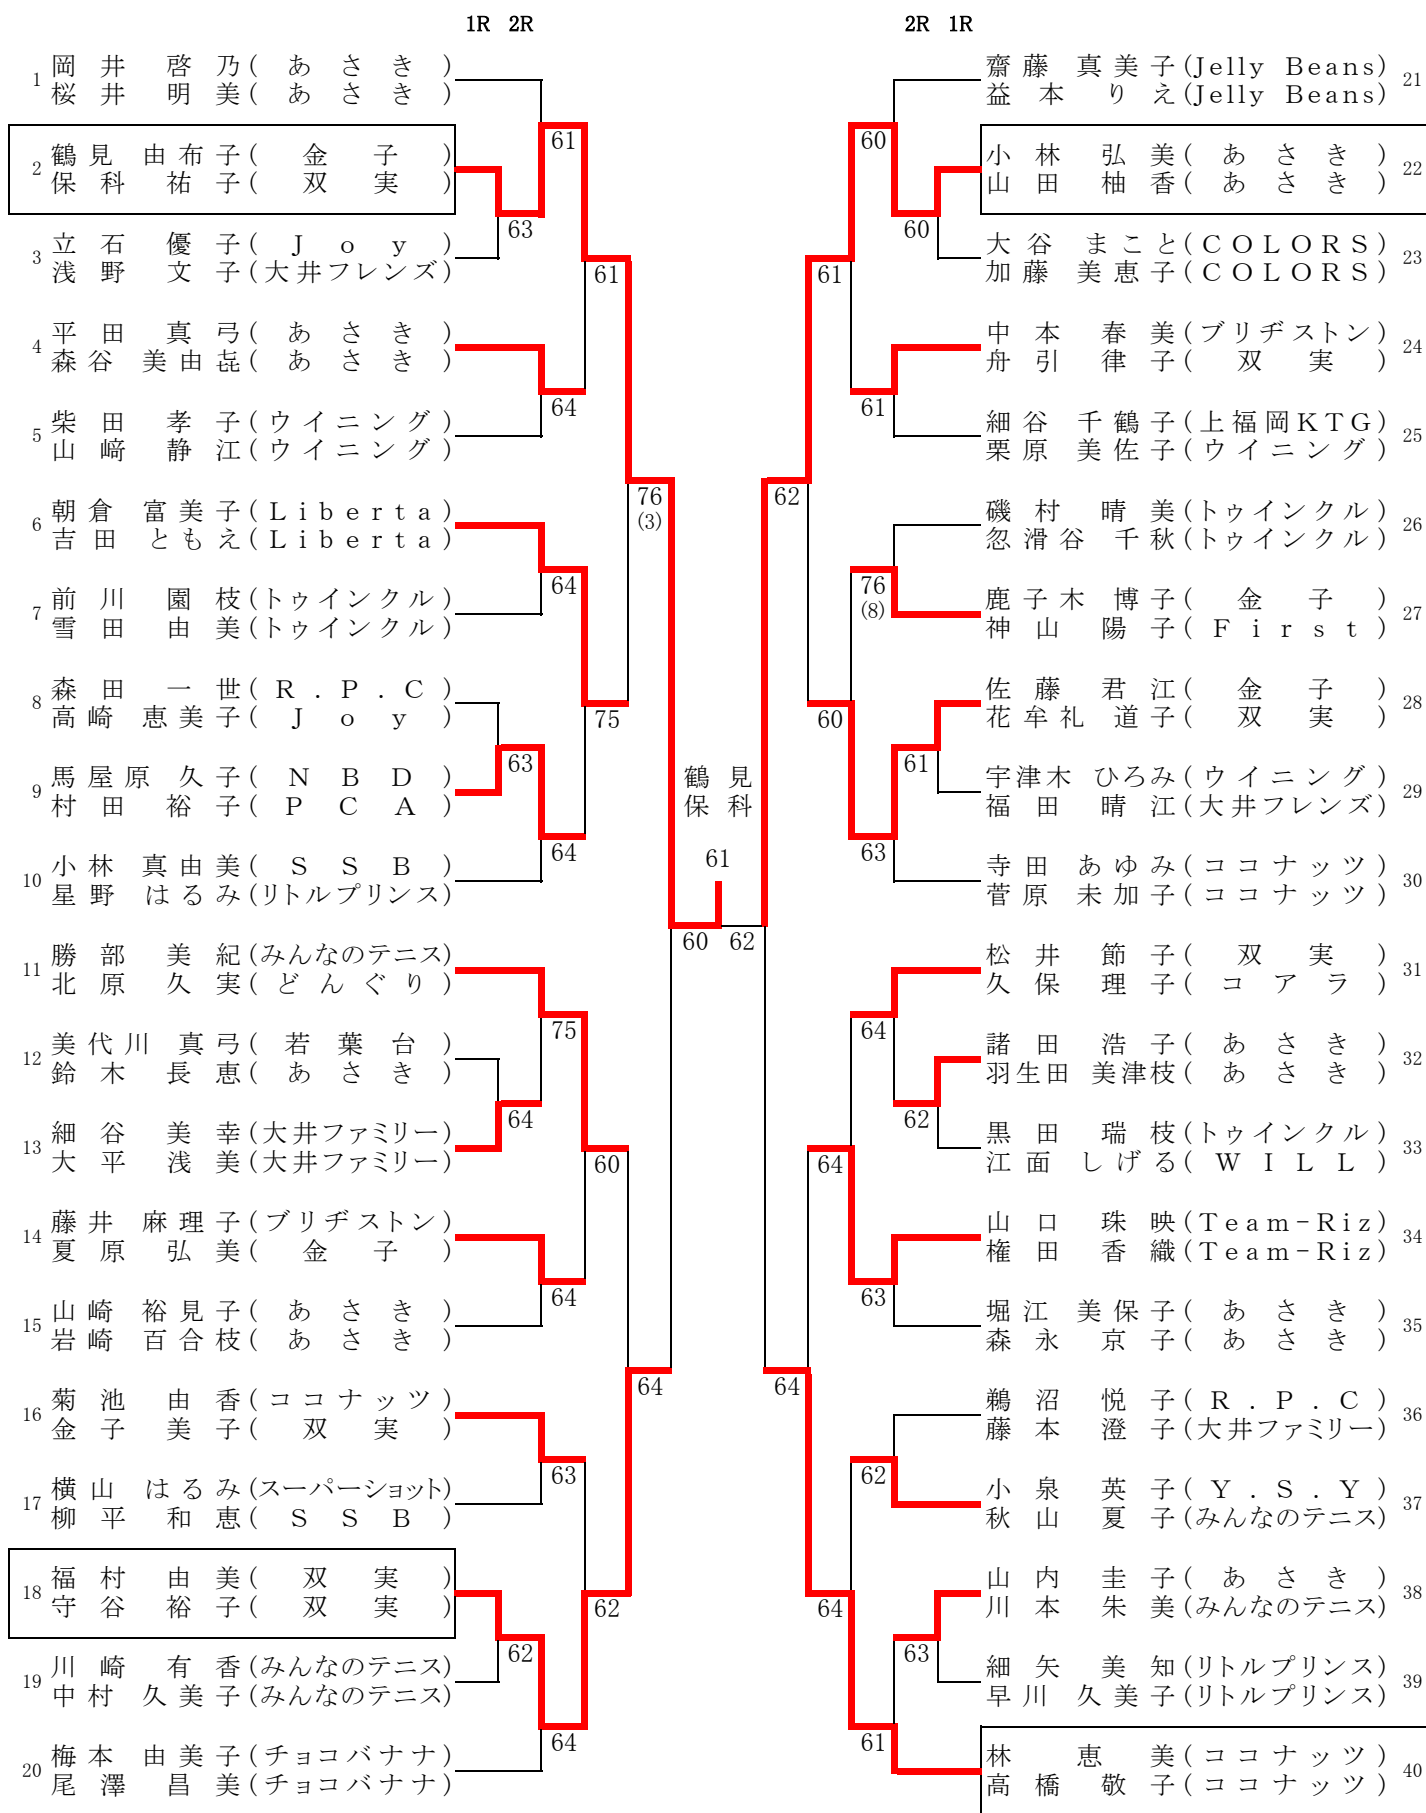 1R 2R
2R 1R
1 岡井 啓乃(あさき)
桜井 明美(あさき)
2 鶴見 由布子(金子)
保科 祐子(双実)
3 立石 優子(Joy)
浅野 文子(大井フレンズ)
4 平田 真弓(あさき)
森谷 美由㐂(あさき)
5 柴田 孝子(ウイニング)
山﨑 静江(ウイニング)
6 朝倉 富美子(Liberta)
吉田 ともえ(Liberta)
7 前川 園枝(トゥインクル)
雪田 由美(トゥインクル)
8 森田 一世(R.P.C)
高崎 恵美子(Joy)
9 馬屋原 久子(NBD)
村田 裕子(PCA)
10 小林 真由美(SSB)
星野 はるみ(リトルプリンス)
11 勝部 美紀(みんなのテニス)
北原 久実(どんぐり)
12 美代川 真弓(若葉台)
鈴木 長恵(あさき)
13 細谷 美幸(大井ファミリー)
大平 浅美(大井ファミリー)
14 藤井 麻理子(ブリヂストン)
夏原 弘美(金子)
15 山崎 裕見子(あさき)
岩崎 百合枝(あさき)
16 菊池 由香(ココナッツ)
金子 美子(双実)
17 横山 はるみ(スーパーショット)
柳平 和恵(SSB)
18 福村 由美(双実)
守谷 裕子(双実)
19 川崎 有香(みんなのテニス)
中村 久美子(みんなのテニス)
20 梅本 由美子(チョコバナナ)
尾澤 昌美(チョコバナナ)
61
63
61
64
76
(3)
64
75
63
64
75
64
60
64
64
63
62
62
64
鶴見
保科
61
60 62
60
60
61
61
62
76
(8)
60
61
63
64
62
64
63
64
62
64
63
61
齋藤 真美子(Jelly Beans) 21
益本 りえ(Jelly Beans)
小林 弘美(あさき) 22
山田 柚香(あさき)
大谷 まこと(COLORS) 23
加藤 美恵子(COLORS)
中本 春美(ブリヂストン) 24
舟引 律子(双実)
細谷 千鶴子(上福岡KTG) 25
栗原 美佐子(ウイニング)
磯村 晴美(トゥインクル) 26
忍滑谷 千秋(トゥインクル)
鹿子木 博子(金子) 27
神山 陽子(First)
佐藤 君江(金子) 28
花牟礼 道子(双実)
宇津木 ひろみ(ウイニング) 29
福田 晴江(大井フレンズ)
寺田 あゆみ(ココナッツ) 30
菅原 未加子(ココナッツ)
松井 節子(双実) 31
久保 理子(コアラ)
諸田 浩子(あさき) 32
羽生田 美津枝(あさき)
黒田 瑞枝(トゥインクル) 33
江面 しげる(WILL)
山口 珠映(Team-Riz) 34
権田 香織(Team-Riz)
堀江 美保子(あさき) 35
森永 京子(あさき)
鵜沼 悦子(R.P.C) 36
藤本 澄子(大井ファミリー)
小泉 英子(Y.S.Y) 37
秋山 夏子(みんなのテニス)
山内 圭子(あさき) 38
川本 朱美(みんなのテニス)
細矢 美知(リトルプリンス) 39
早川 久美子(リトルプリンス)
林 恵美(ココナッツ) 40
高橋 敬子(ココナッツ)